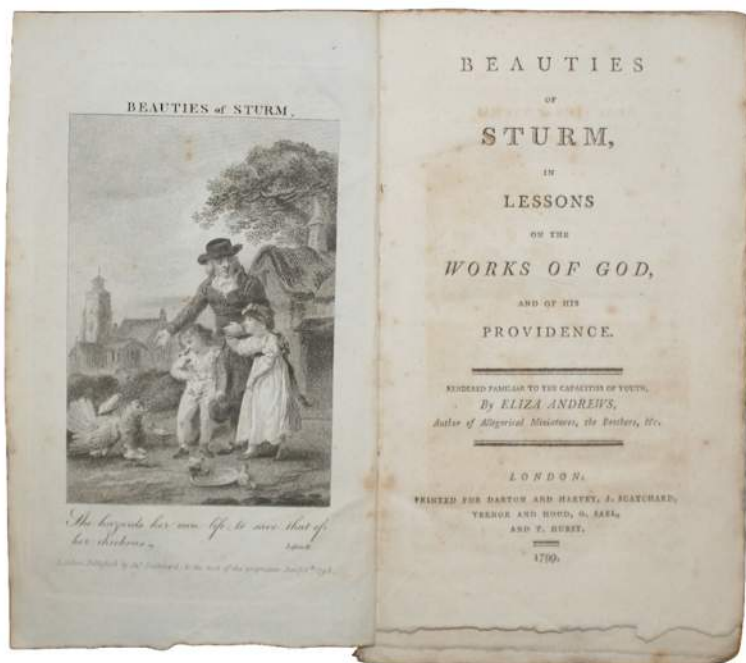 BEAUTIES of STURM,
She hazards her own life, to save that of
her chickens.
London Published by
BEAUTIES
OF
STURM,
IN
LESSONS
ON THE
WORKS OF GOD,
AND OF HIS
PROVIDENCE.
RENDERED FAMILIAR TO THE CAPACITIES OF YOUTH,
By ELIZA ANDREWS,
Author of Allegorical Miniatures, the Brothers, &c.
LONDON:
PRINTED FOR DARTON AND HARVEY, J. SCATCHARD,
VERNOR AND HOOD, G. SAEL,
AND T. HURST.
1799.